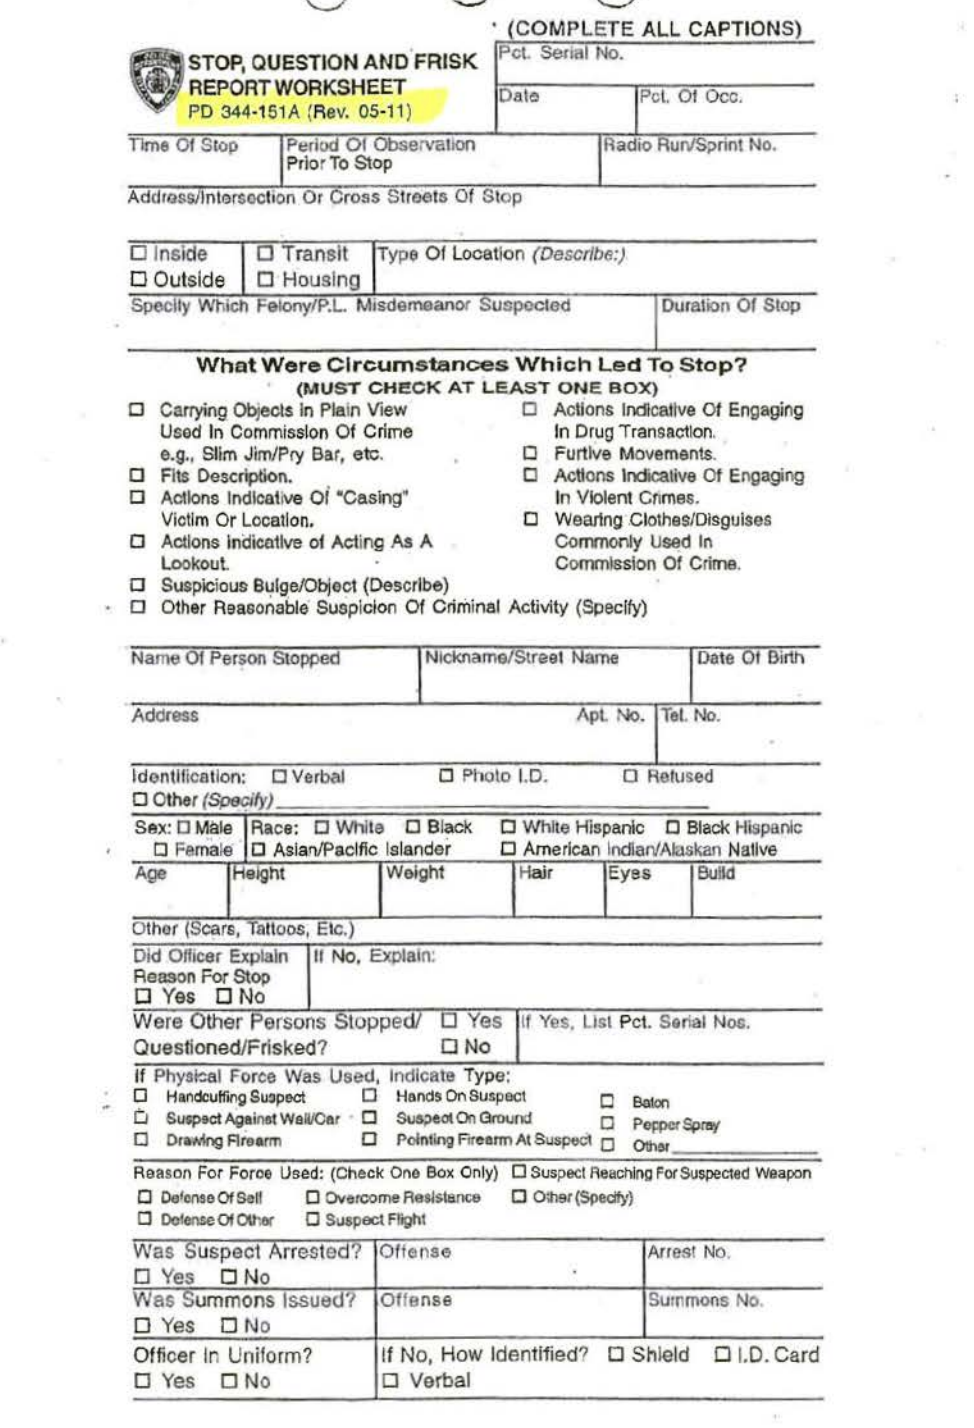 (COMPLETE ALL CAPTIONS)
STOP, QUESTION AND FRISK
REPORT WORKSHEET
PD 344-151A (Rev. 05-11)
Pct. Serial No.
Date
Pct. Of Occ.
Time Of Stop
Period Of Observation
Prior To Stop
Radio Run/Sprint No.
Address/Intersection Or Cross Streets Of Stop
☐ Inside
☐ Outside
☐ Transit
☐ Housing
Type Of Location (Describe:)
Specify Which Felony/P.L. Misdemeanor Suspected
Duration Of Stop
What Were Circumstances Which Led To Stop?
(MUST CHECK AT LEAST ONE BOX)
☐ Carrying Objects in Plain View
Used In Commission Of Crime
e.g., Slim Jim/Pry Bar, etc.
☐ Fits Description.
☐ Actions Indicative Of "Casing"
Victim Or Location.
☐ Actions Indicative of Acting As A
Lookout.
☐ Suspicious Bulge/Object (Describe)
☐ Other Reasonable Suspicion Of Criminal Activity (Specify)
☐ Actions Indicative Of Engaging
In Drug Transaction.
☐ Furtive Movements.
☐ Actions Indicative Of Engaging
In Violent Crimes.
☐ Wearing Clothes/Disguises
Commonly Used In
Commission Of Crime.
Name Of Person Stopped
Nickname/Street Name
Date Of Birth
Address
Apt. No.
Tel. No.
Identification: ☐ Verbal ☐ Photo I.D. ☐ Refused
☐ Other (Specify)
Sex: ☐ Male
☐ Female
Race: ☐ White ☐ Black ☐ White Hispanic ☐ Black Hispanic
☐ Asian/Pacific Islander ☐ American Indian/Alaskan Native
Age
Height
Weight
Hair
Eyes
Build
Other (Scars, Tattoos, Etc.)
Did Officer Explain
Reason For Stop
☐ Yes ☐ No
If No, Explain:
Were Other Persons Stopped/ ☐ Yes
Questioned/Frisked? ☐ No
If Yes, List Pct. Serial Nos.
If Physical Force Was Used, Indicate Type:
☐ Handcuffing Suspect ☐ Hands On Suspect ☐ Baton
☐ Suspect Against Wall/Car ☐ Suspect On Ground ☐ Pepper Spray
☐ Drawing Firearm ☐ Pointing Firearm At Suspect ☐ Other
Reason For Force Used: (Check One Box Only) ☐ Suspect Reaching For Suspected Weapon
☐ Defense Of Self ☐ Overcome Resistance ☐ Other (Specify)
☐ Defense Of Other ☐ Suspect Flight
Was Suspect Arrested?
☐ Yes ☐ No
Offense
Arrest No.
Was Summons Issued?
☐ Yes ☐ No
Offense
Summons No.
Officer In Uniform?
☐ Yes ☐ No
If No, How Identified? ☐ Shield ☐ I.D. Card
☐ Verbal